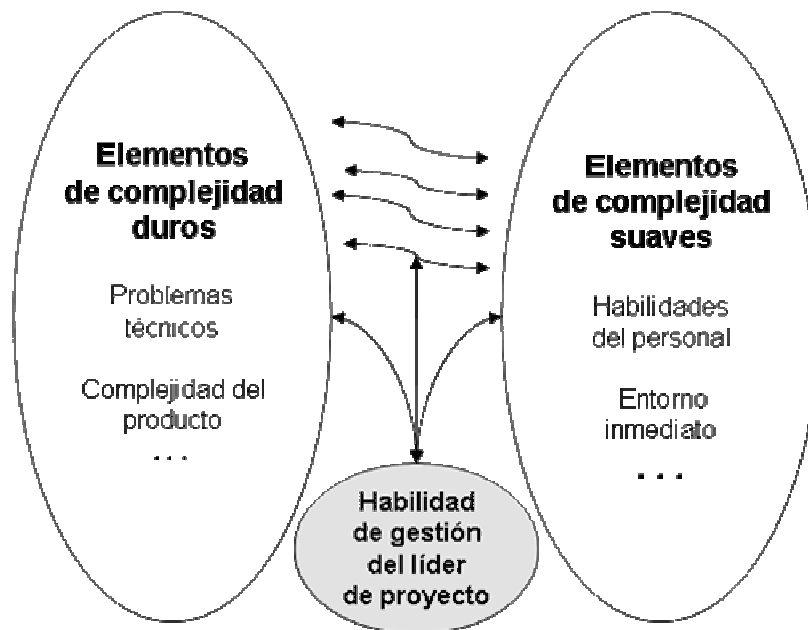 Elementos
de complejidad
duros
Problemas
técnicos
Complejidad del
producto
...
Elementos
de complejidad
suaves
Habilidades
del personal
Entorno
inmediato
...
Habilidad
de gestión
del líder
de proyecto